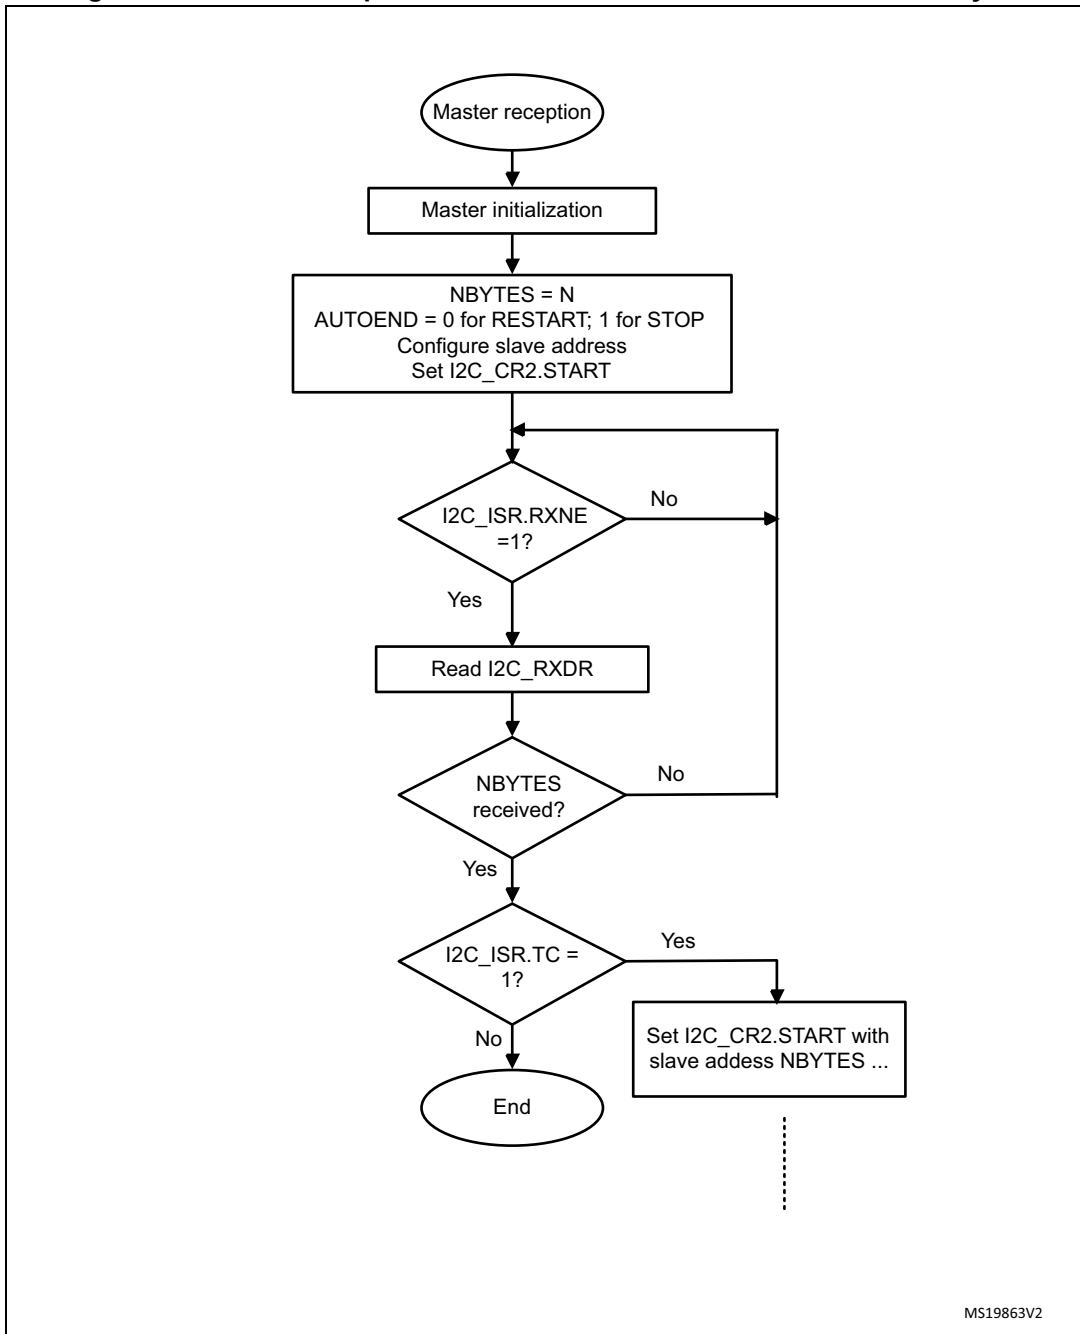 Master reception
Master initialization
NBYTES = N
AUTOEND = 0 for RESTART; 1 for STOP
Configure slave address
Set I2C_CR2.START
I2C_ISR.RXNE
=1?
No
Yes
Read I2C_RXDR
NBYTES
received?
No
Yes
I2C_ISR.TC =
1?
Yes
No
Set I2C_CR2.START with
slave addess NBYTES ...
End
MS19863V2